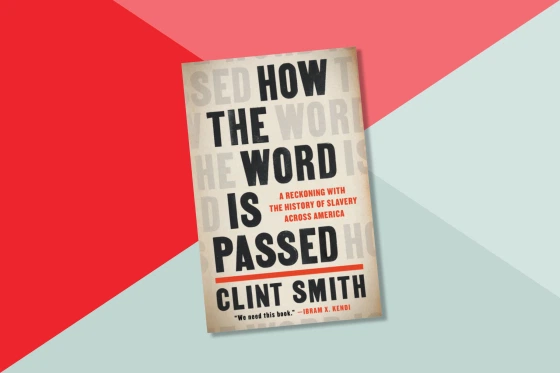 HOW
THE
WORD
IS
PASSED
A RECKONING WITH
THE HISTORY OF SLAVERY
ACROSS AMERICA
CLINT SMITH
"We need this book." —IBRAM X. KENDI